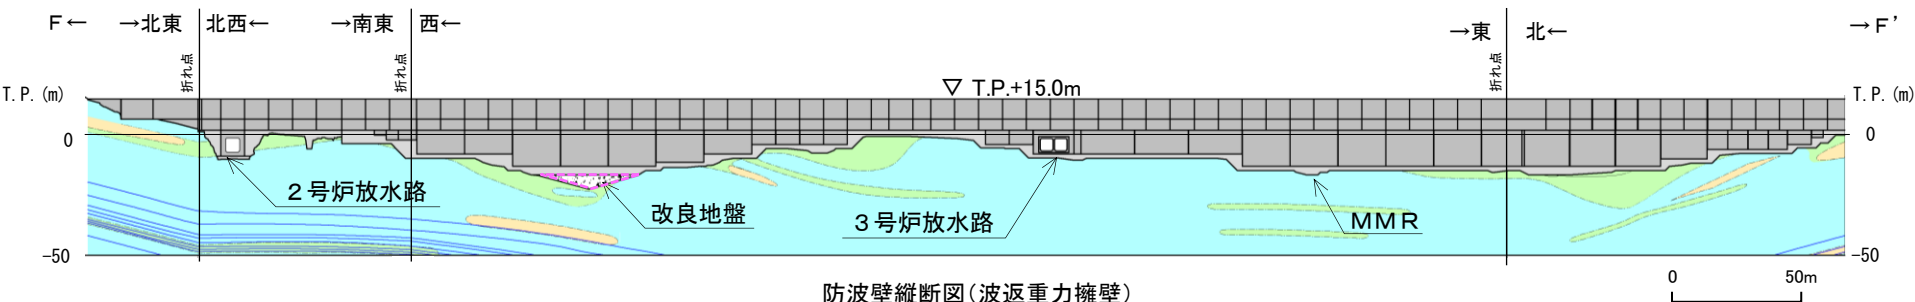 F← →北東 北西← →南東 西← →東 北← →F’
折れ点 折れ点 折れ点
T.P.(m) ▽ T.P.+15.0m T.P.(m)
0 0
2号炉放水路
改良地盤
3号炉放水路
MMR
-50 -50
防波壁縦断図(波返重力擁壁)
0 50m